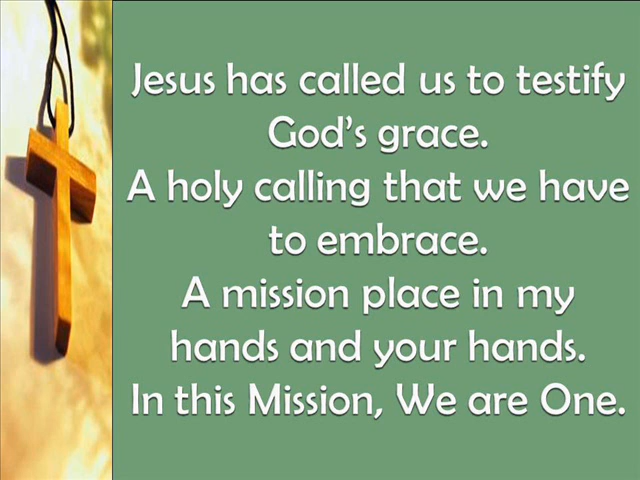 Jesus has called us to testify
God's grace.
A holy calling that we have
to embrace.
A mission place in my
hands and your hands.
In this Mission, We are One.